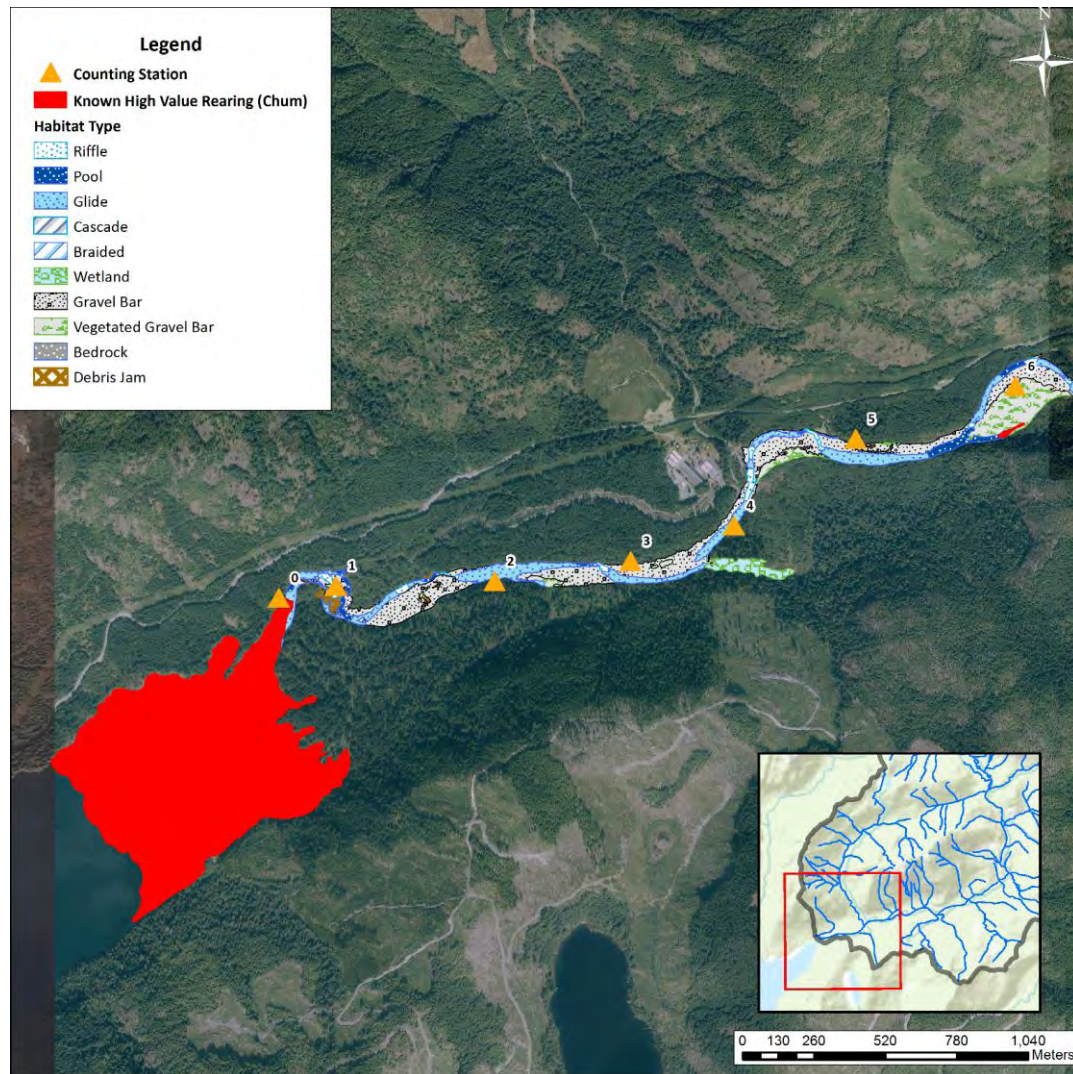 Legend
Counting Station
Known High Value Rearing (Chum)
Habitat Type
Riffle
Pool
Glide
Cascade
Braided
Wetland
Gravel Bar
Vegetated Gravel Bar
Bedrock
Debris Jam
N
6
5
4
3
2
1
0
0 130 260 520 780 1,040
Meters